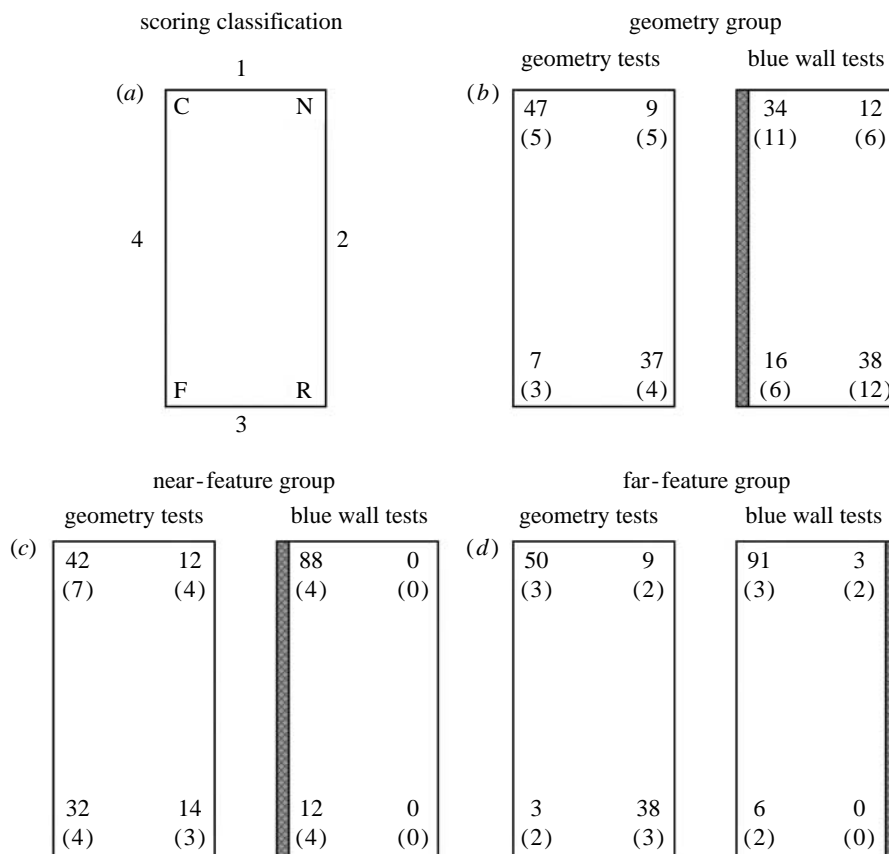 scoring classification
1
(a)
C N
4 2
F R
3
geometry group
geometry tests blue wall tests
(b)
47 9 34 12
(5) (5) (11) (6)
7 37 16 38
(3) (4) (6) (12)
near-feature group
geometry tests blue wall tests
(c)
42 12 88 0
(7) (4) (4) (0)
32 14 12 0
(4) (3) (4) (0)
far-feature group
geometry tests blue wall tests
(d)
50 9 91 3
(3) (2) (3) (2)
3 38 6 0
(2) (3) (2) (0)